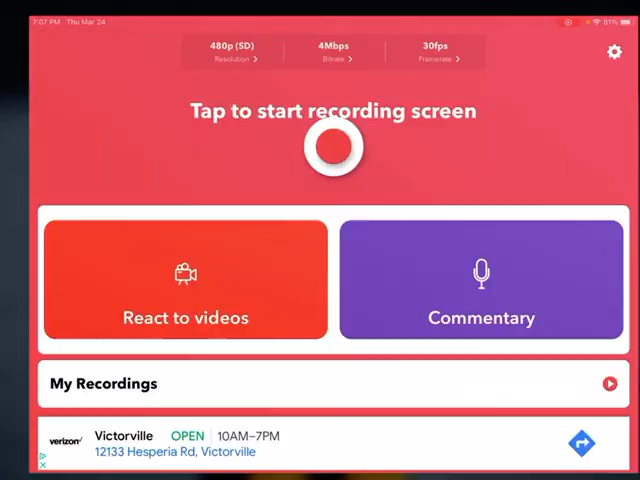 7:07 PM Thu Mar 24
81%
480p (SD) 4Mbps 30fps
Resolution > Bitrate > Framerate >
Tap to start recording screen
React to videos
Commentary
My Recordings
verizon✓ Victorville OPEN 10AM–7PM
12133 Hesperia Rd, Victorville